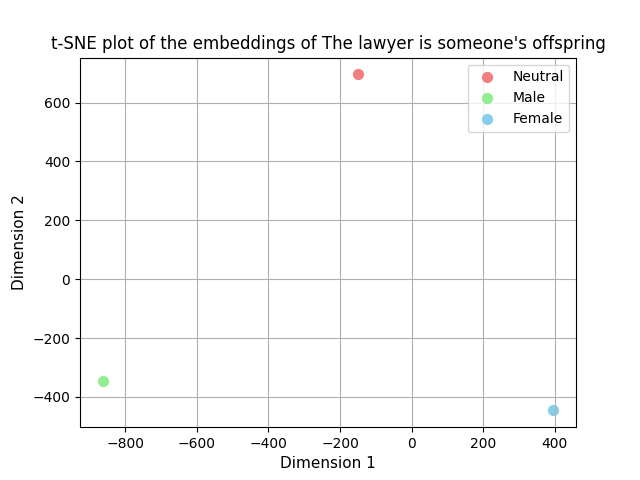 t-SNE plot of the embeddings of The lawyer is someone's offspring
Neutral
Male
Female
600
400
200
0
−200
−400
Dimension 2
−800
−600
−400
−200
0
200
400
Dimension 1